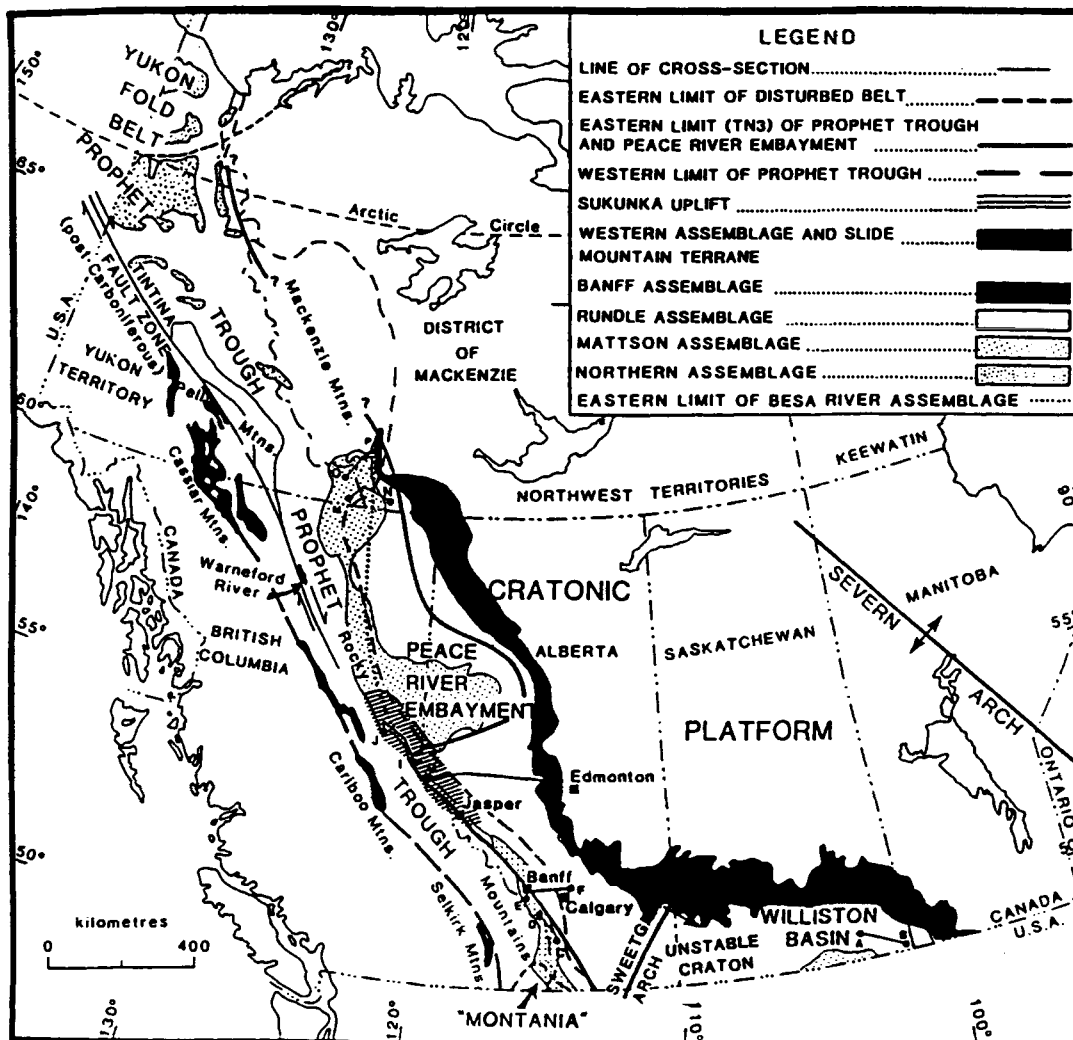 LEGEND
LINE OF CROSS-SECTION
EASTERN LIMIT OF DISTURBED BELT
EASTERN LIMIT (TN3) OF PROPHET TROUGH
AND PEACE RIVER EMBAYMENT
WESTERN LIMIT OF PROPHET TROUGH
SUKUNKA UPLIFT
WESTERN ASSEMBLAGE AND SLIDE
MOUNTAIN TERRANE
BANFF ASSEMBLAGE
RUNDLE ASSEMBLAGE
MATTSON ASSEMBLAGE
NORTHERN ASSEMBLAGE
EASTERN LIMIT OF BESA RIVER ASSEMBLAGE
130°
120°
150°
YUKON
FOLD
BELT
PROPHET
65°
?
Arctic Circle
?
TINTINA
FAULT ZONE
(post-Carboniferous)
TROUGH
Mackenzie Mtns.
DISTRICT
OF
MACKENZIE
U.S.A.
YUKON
TERRITORY
60°
Pelly Mtns.
?
?
Cassiar Mtns.
140°
KEEWATIN
NORTHWEST TERRITORIES
90
CANADA
PROPHET
Warneford
River
CRATONIC
SEVERN
ARCH
MANITOBA
55°
55
BRITISH
COLUMBIA
Rocky
PEACE
RIVER
EMBAYMENT
ALBERTA
SASKATCHEWAN
PLATFORM
ONTARIO
Edmonton
Jasper
Cariboo Mtns.
TROUGH
50°
Banff
F
Calgary
Mountains
Selkirk Mtns.
kilometres
0 400
SWEETG
ARCH
UNSTABLE
CRATON
WILLISTON
BASIN
A
B
CANADA
U.S.A.
"MONTANIA"
130°
120°
110°
100°